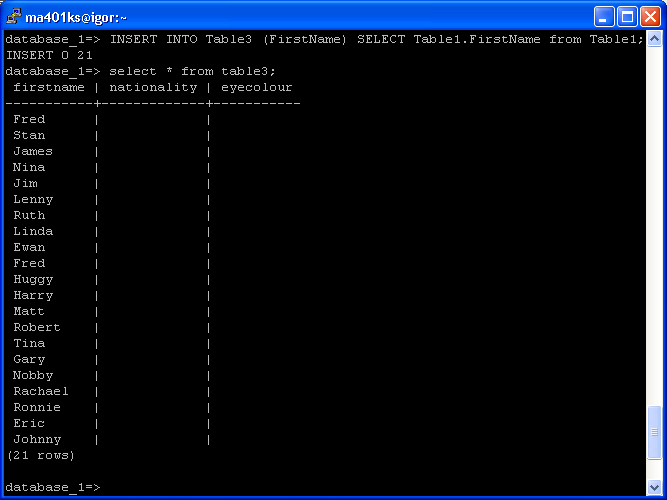 ma401ks@igor:~
database_1=> INSERT INTO Table3 (FirstName) SELECT Table1.FirstName from Table1;
INSERT 0 21
database_1=> select * from table3;
 firstname | nationality | eyecolour
-----------+-------------+-----------
 Fred      |             |
 Stan      |             |
 James     |             |
 Nina      |             |
 Jim       |             |
 Lenny     |             |
 Ruth      |             |
 Linda     |             |
 Ewan      |             |
 Fred      |             |
 Huggy     |             |
 Harry     |             |
 Matt      |             |
 Robert    |             |
 Tina      |             |
 Gary      |             |
 Nobby     |             |
 Rachael   |             |
 Ronnie    |             |
 Eric      |             |
 Johnny    |             |
(21 rows)
database_1=>